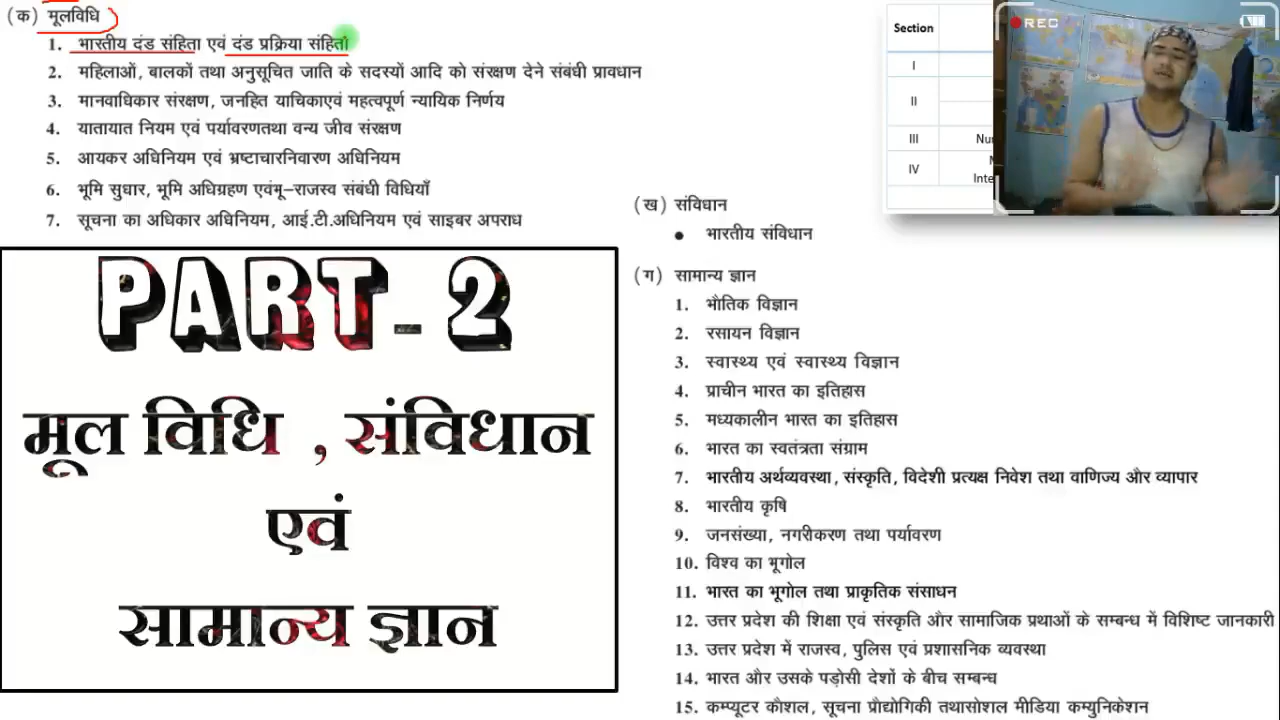 (क) मूलविधि
1. भारतीय दंड संहिता एवं दंड प्रक्रिया संहिता
2. महिलाओं, बालकों तथा अनुसूचित जाति के सदस्यों आदि को संरक्षण देने संबंधी प्रावधान
3. मानवाधिकार संरक्षण, जनहित याचिकाएवं महत्वपूर्ण न्यायिक निर्णय
4. यातायात नियम एवं पर्यावरणतथा वन्य जीव संरक्षण
5. आयकर अधिनियम एवं भ्रष्टाचारनिवारण अधिनियम
6. भूमि सुधार, भूमि अधिग्रहण एवंभू-राजस्व संबंधी विधियाँ
7. सूचना का अधिकार अधिनियम, आई.टी.अधिनियम एवं साइबर अपराध
PART-2
मूल विधि , संविधान
एवं
सामान्य ज्ञान
Section
I
II
III
IV
REC
(ख) संविधान
● भारतीय संविधान
(ग) सामान्य ज्ञान
1. भौतिक विज्ञान
2. रसायन विज्ञान
3. स्वास्थ्य एवं स्वास्थ्य विज्ञान
4. प्राचीन भारत का इतिहास
5. मध्यकालीन भारत का इतिहास
6. भारत का स्वतंत्रता संग्राम
7. भारतीय अर्थव्यवस्था, संस्कृति, विदेशी प्रत्यक्ष निवेश तथा वाणिज्य और व्यापार
8. भारतीय कृषि
9. जनसंख्या, नगरीकरण तथा पर्यावरण
10. विश्व का भूगोल
11. भारत का भूगोल तथा प्राकृतिक संसाधन
12. उत्तर प्रदेश की शिक्षा एवं संस्कृति और सामाजिक प्रथाओं के सम्बन्ध में विशिष्ट जानकारी
13. उत्तर प्रदेश में राजस्व, पुलिस एवं प्रशासनिक व्यवस्था
14. भारत और उसके पड़ोसी देशों के बीच सम्बन्ध
15. कम्प्यूटर कौशल, सूचना प्रौद्योगिकी तथासोशल मीडिया कम्युनिकेशन